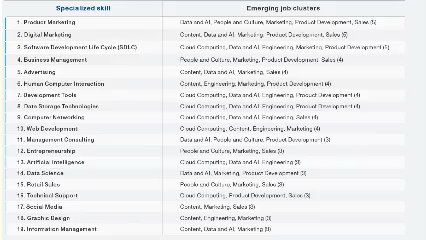 Specialized skill Emerging job clusters
1. Product Marketing Data and AI, People and Culture, Marketing, Product Development, Sales (5)
2. Digital Marketing Content, Data and AI, Marketing, Product Development, Sales (5)
3. Software Development Life Cycle (SDLC) Cloud Computing, Data and AI, Engineering, Marketing, Product Development (5)
4. Business Management People and Culture, Marketing, Product Development, Sales (4)
5. Advertising Content, Data and AI, Marketing, Sales (4)
6. Human Computer Interaction Content, Engineering, Marketing, Product Development (4)
7. Development Tools Cloud Computing, Data and AI, Engineering, Product Development (4)
8. Data Storage Technologies Cloud Computing, Data and AI, Engineering, Product Development (4)
9. Computer Networking Cloud Computing, Data and AI, Engineering, Sales (4)
10. Web Development Cloud Computing, Content, Engineering, Marketing (4)
11. Management Consulting Data and AI, People and Culture, Product Development (3)
12. Entrepreneurship People and Culture, Marketing, Sales (3)
13. Artificial Intelligence Cloud Computing, Data and AI, Engineering (3)
14. Data Science Data and AI, Marketing, Product Development (3)
15. Retail Sales People and Culture, Marketing, Sales (3)
16. Technical Support Cloud Computing, Product Development, Sales (3)
17. Social Media Content, Marketing, Sales (3)
18. Graphic Design Content, Engineering, Marketing (3)
19. Information Management Content, Data and AI, Marketing (3)